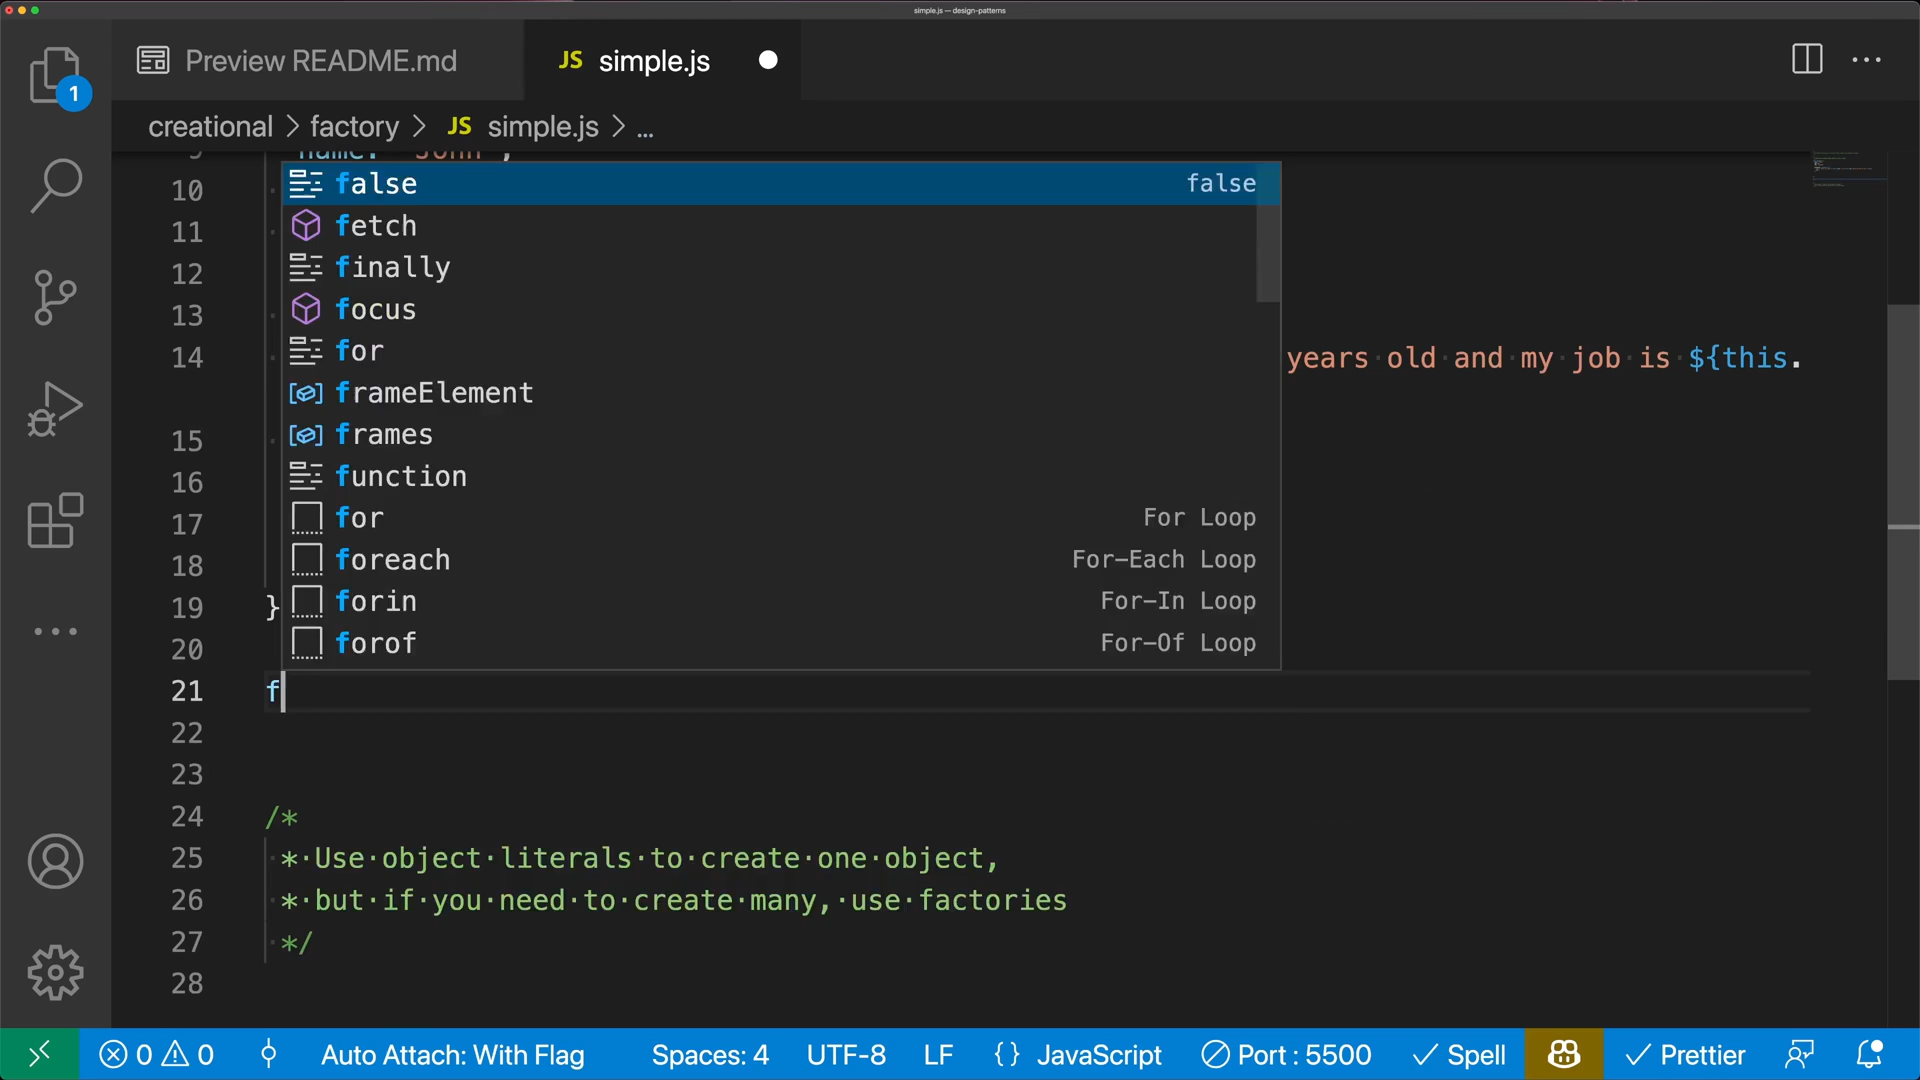 simple.js — design-patterns
Preview README.md
JS simple.js
1
creational > factory > JS simple.js > ...
9 name: "John",
10
11
12
13
14 years old and my job is ${this.
15
16
17
18
19 }
20
21 f
22
23
24 /*
25 * Use object literals to create one object,
26 * but if you need to create many, use factories
27 */
28
false false
fetch
finally
focus
for
frameElement
frames
function
for For Loop
foreach For-Each Loop
forin For-In Loop
forof For-Of Loop
0 0 Auto Attach: With Flag Spaces: 4 UTF-8 LF {} JavaScript Port : 5500 Spell Prettier